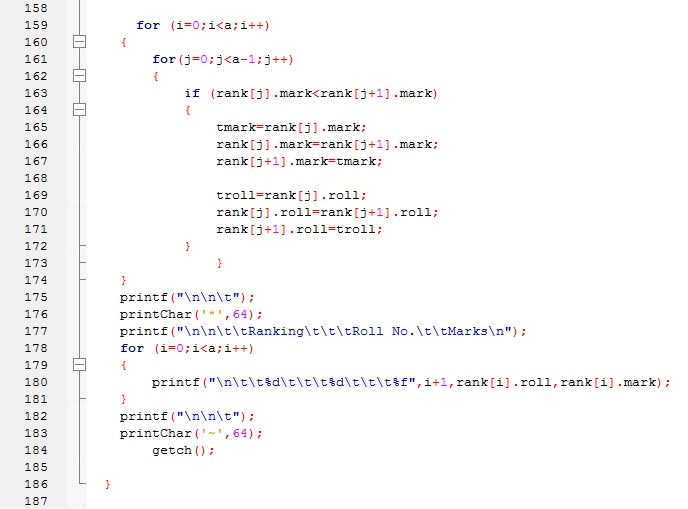 158
159 for (i=0;i<a;i++)
160 {
161 for(j=0;j<a-1;j++)
162 {
163 if (rank[j].mark<rank[j+1].mark)
164 {
165 tmark=rank[j].mark;
166 rank[j].mark=rank[j+1].mark;
167 rank[j+1].mark=tmark;
168
169 troll=rank[j].roll;
170 rank[j].roll=rank[j+1].roll;
171 rank[j+1].roll=troll;
172 }
173 }
174 }
175 printf("\n\n\t");
176 printChar('*',64);
177 printf("\n\n\t\tRanking\t\t\tRoll No.\t\tMarks\n");
178 for (i=0;i<a;i++)
179 {
180 printf("\n\t\t%d\t\t\t%d\t\t\t%f",i+1,rank[i].roll,rank[i].mark);
181 }
182 printf("\n\n\t");
183 printChar('~',64);
184 getch();
185
186 }
187